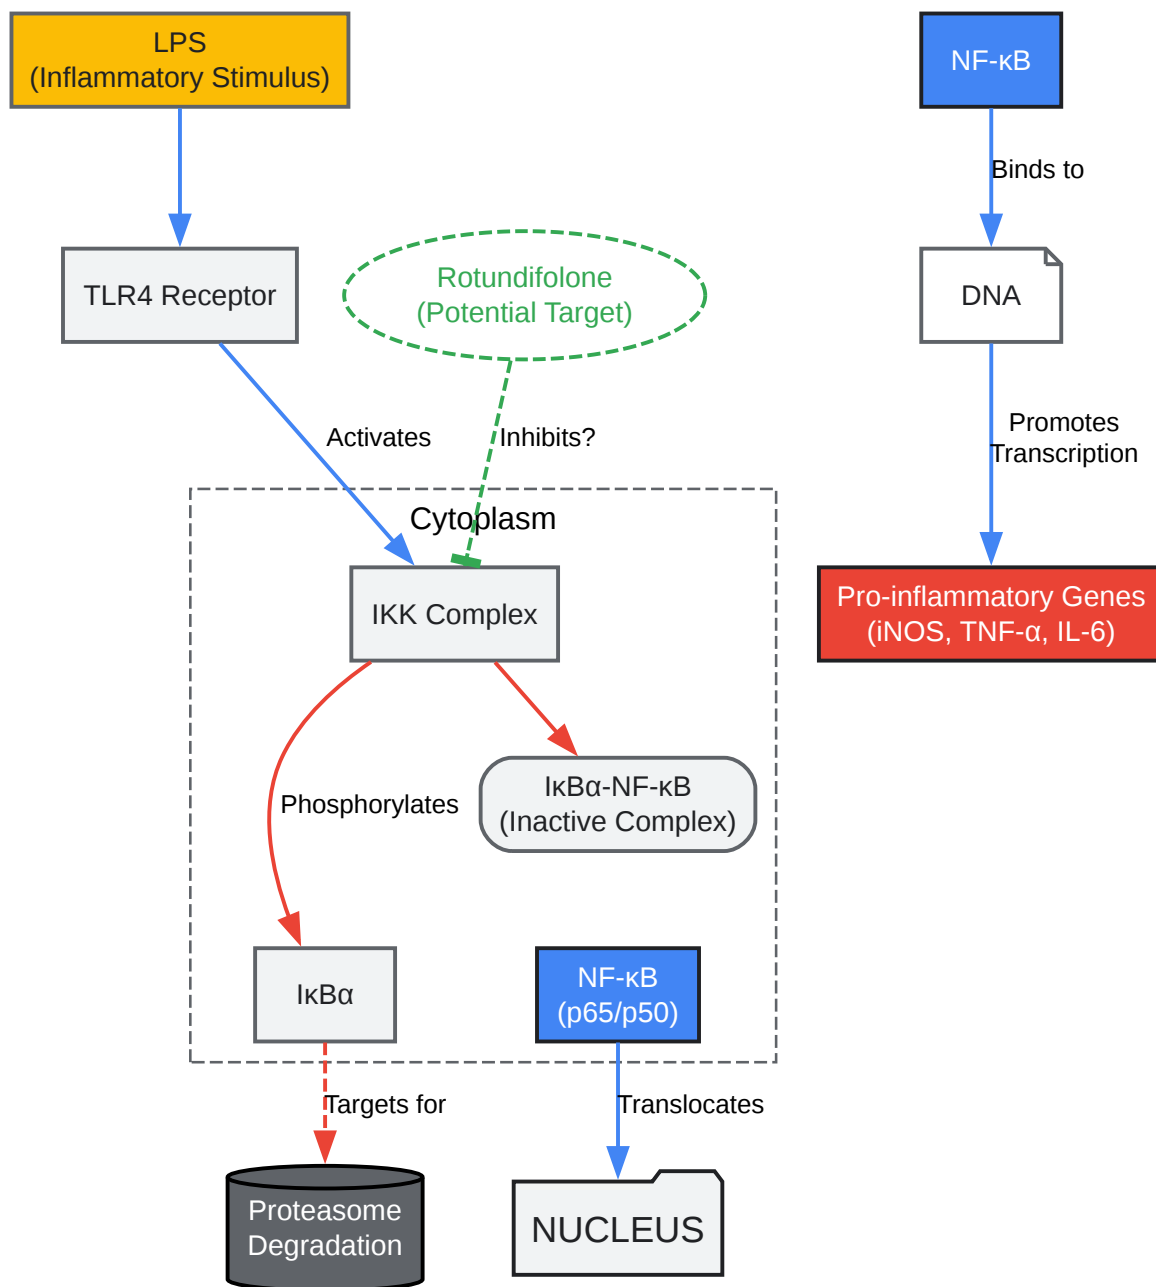 LPS
(Inflammatory Stimulus)
NF-κB
Binds to
TLR4 Receptor
Rotundifolone
(Potential Target)
DNA
Activates
Inhibits?
Promotes
Transcription
Cytoplasm
IKK Complex
Pro-inflammatory Genes
(iNOS, TNF-α, IL-6)
Phosphorylates
IκBα-NF-κB
(Inactive Complex)
IκBα
NF-κB
(p65/p50)
Targets for
Translocates
Proteasome
Degradation
NUCLEUS